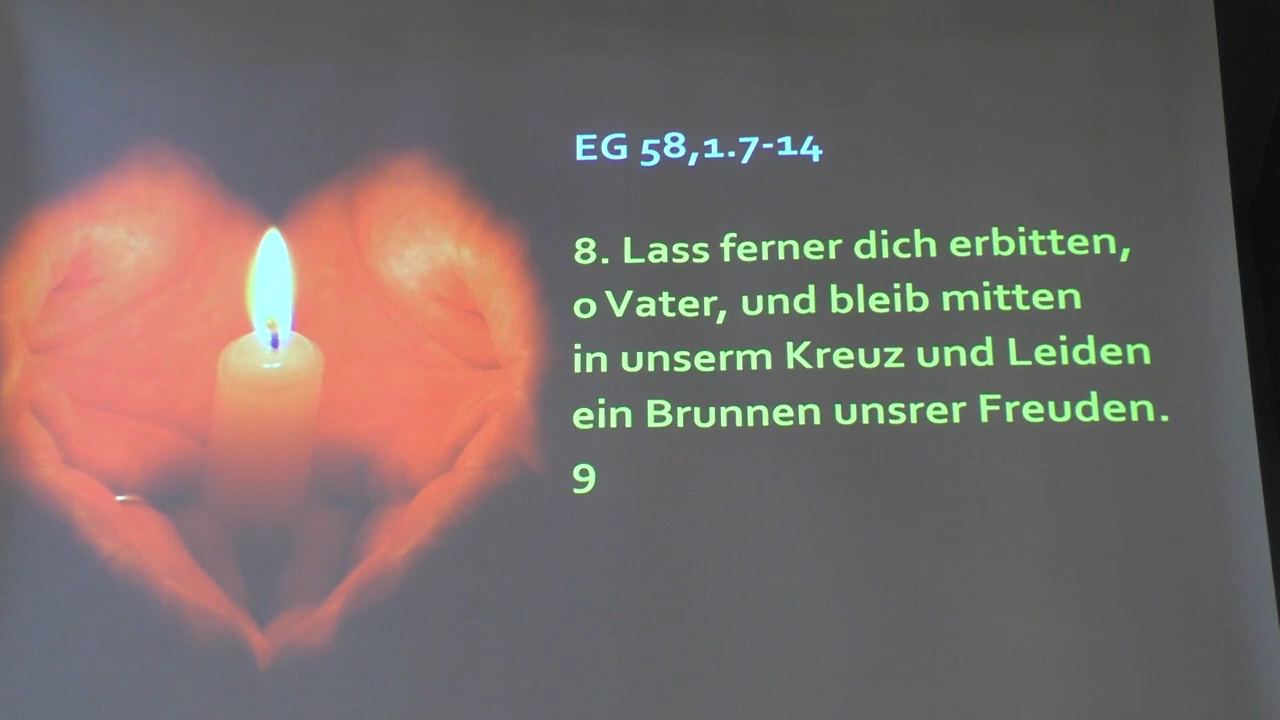 EG 58,1.7-14
8. Lass ferner dich erbitten,
o Vater, und bleib mitten
in unserm Kreuz und Leiden
ein Brunnen unsrer Freuden.
9